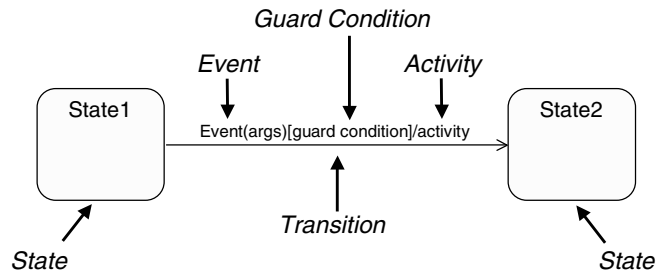 Guard Condition
Event
Activity
State1
State2
Event(args)[guard condition]/activity
Transition
State
State